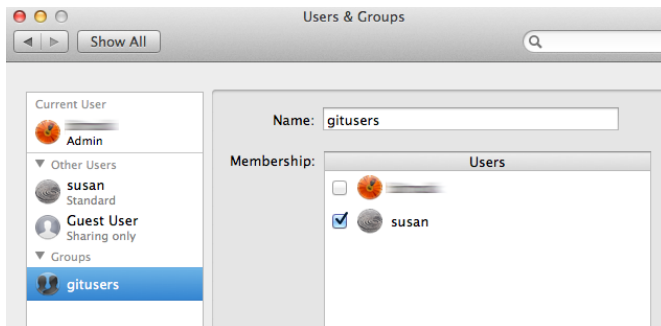 Users & Groups
Show All
Current User
Admin
Other Users
susan
Standard
Guest User
Sharing only
Groups
gitusers
Name: gitusers
Membership: Users
susan